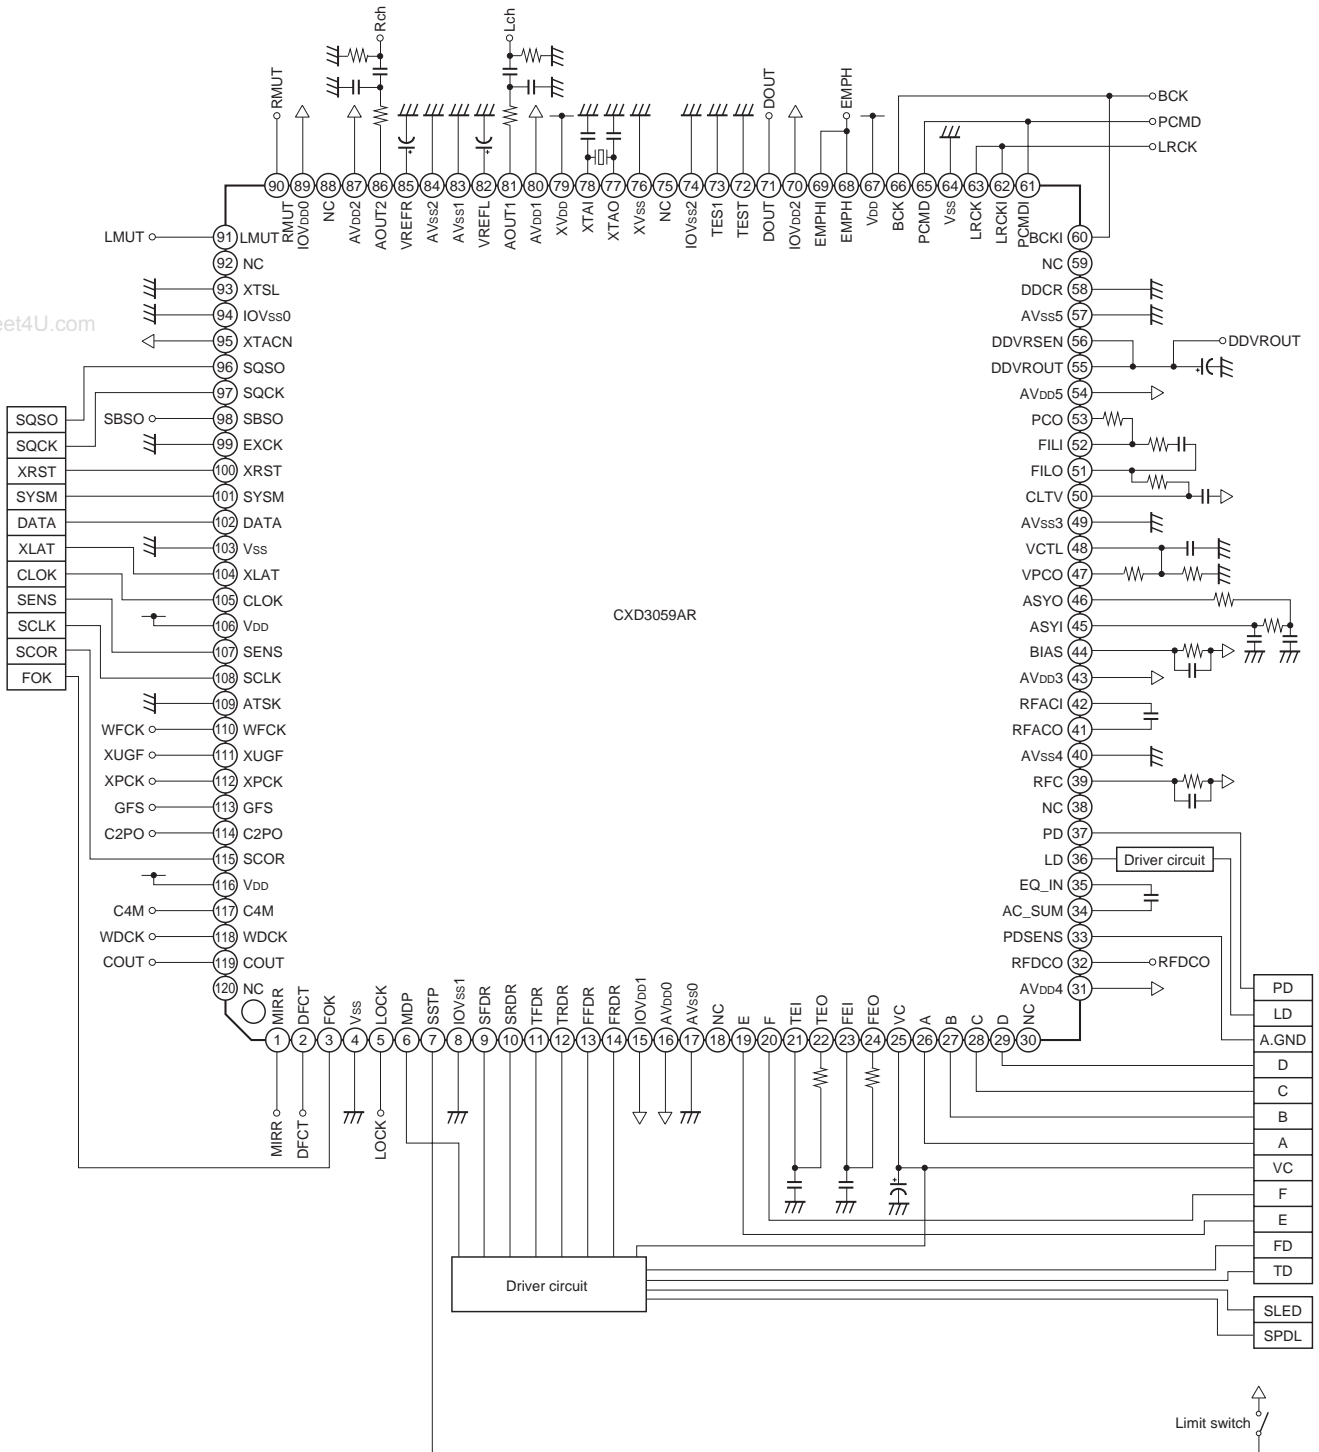 Rch
Lch
RMUT
DOUT
EMPH
BCK
PCMD
LRCK
90 89 88 87 86 85 84 83 82 81 80 79 78 77 76 75 74 73 72 71 70 69 68 67 66 65 64 63 62 61
RMUT
IOVDD0
NC
AVDD2
AOUT2
VREFR
AVSS2
AVSS1
VREFL
AOUT1
AVDD1
XVDD
XTAI
XTAO
XVSS
NC
IOVSS2
TES1
TEST
DOUT
IOVDD2
EMPHI
EMPH
VDD
BCK
PCMD
VSS
LRCK
LRCKI
PCMDI
LMUT 91 LMUT
92 NC
93 XTSL
94 IOVSS0
95 XTACN
96 SQSO
97 SQCK
SBSO 98 SBSO
99 EXCK
100 XRST
101 SYSM
102 DATA
103 VSS
104 XLAT
105 CLOK
106 VDD
107 SENS
108 SCLK
109 ATSK
WFCK 110 WFCK
XUGF 111 XUGF
XPCK 112 XPCK
GFS 113 GFS
C2PO 114 C2PO
115 SCOR
116 VDD
C4M 117 C4M
WDCK 118 WDCK
COUT 119 COUT
120 NC
eet4U.com
SQSO
SQCK
XRST
SYSM
DATA
XLAT
CLOK
SENS
SCLK
SCOR
FOK
CXD3059AR
BCKI 60
NC 59
DDCR 58
AVSS5 57
DDVRSEN 56 DDVROUT
DDVROUT 55
AVDD5 54
PCO 53
FILI 52
FILO 51
CLTV 50
AVSS3 49
VCTL 48
VPCO 47
ASYO 46
ASYI 45
BIAS 44
AVDD3 43
RFACI 42
RFACO 41
AVSS4 40
RFC 39
NC 38
PD 37
LD 36 Driver circuit
EQ_IN 35
AC_SUM 34
PDSENS 33
RFDCO 32 RFDCO
AVDD4 31
MIRR
DFCT
FOK
VSS
LOCK
MDP
SSTP
IOVSS1
SFDR
SRDR
TFDR
TRDR
FFDR
FRDR
IOVDD1
AVDD0
AVSS0
NC
E
F
TEI
TEO
FEI
FEO
VC
A
B
C
D
NC
1 2 3 4 5 6 7 8 9 10 11 12 13 14 15 16 17 18 19 20 21 22 23 24 25 26 27 28 29 30
MIRR
DFCT
LOCK
PD
LD
A.GND
D
C
B
A
VC
F
E
FD
TD
SLED
SPDL
Driver circuit
Limit switch